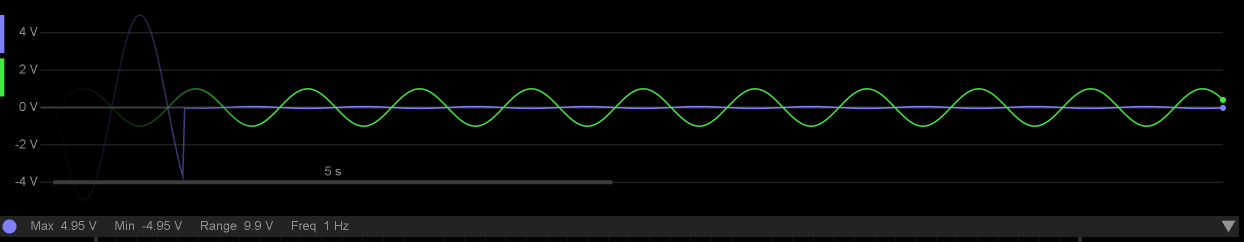 4 V
2 V
0 V
-2 V
5 s
-4 V
Max 4.95 V Min -4.95 V Range 9.9 V Freq 1 Hz